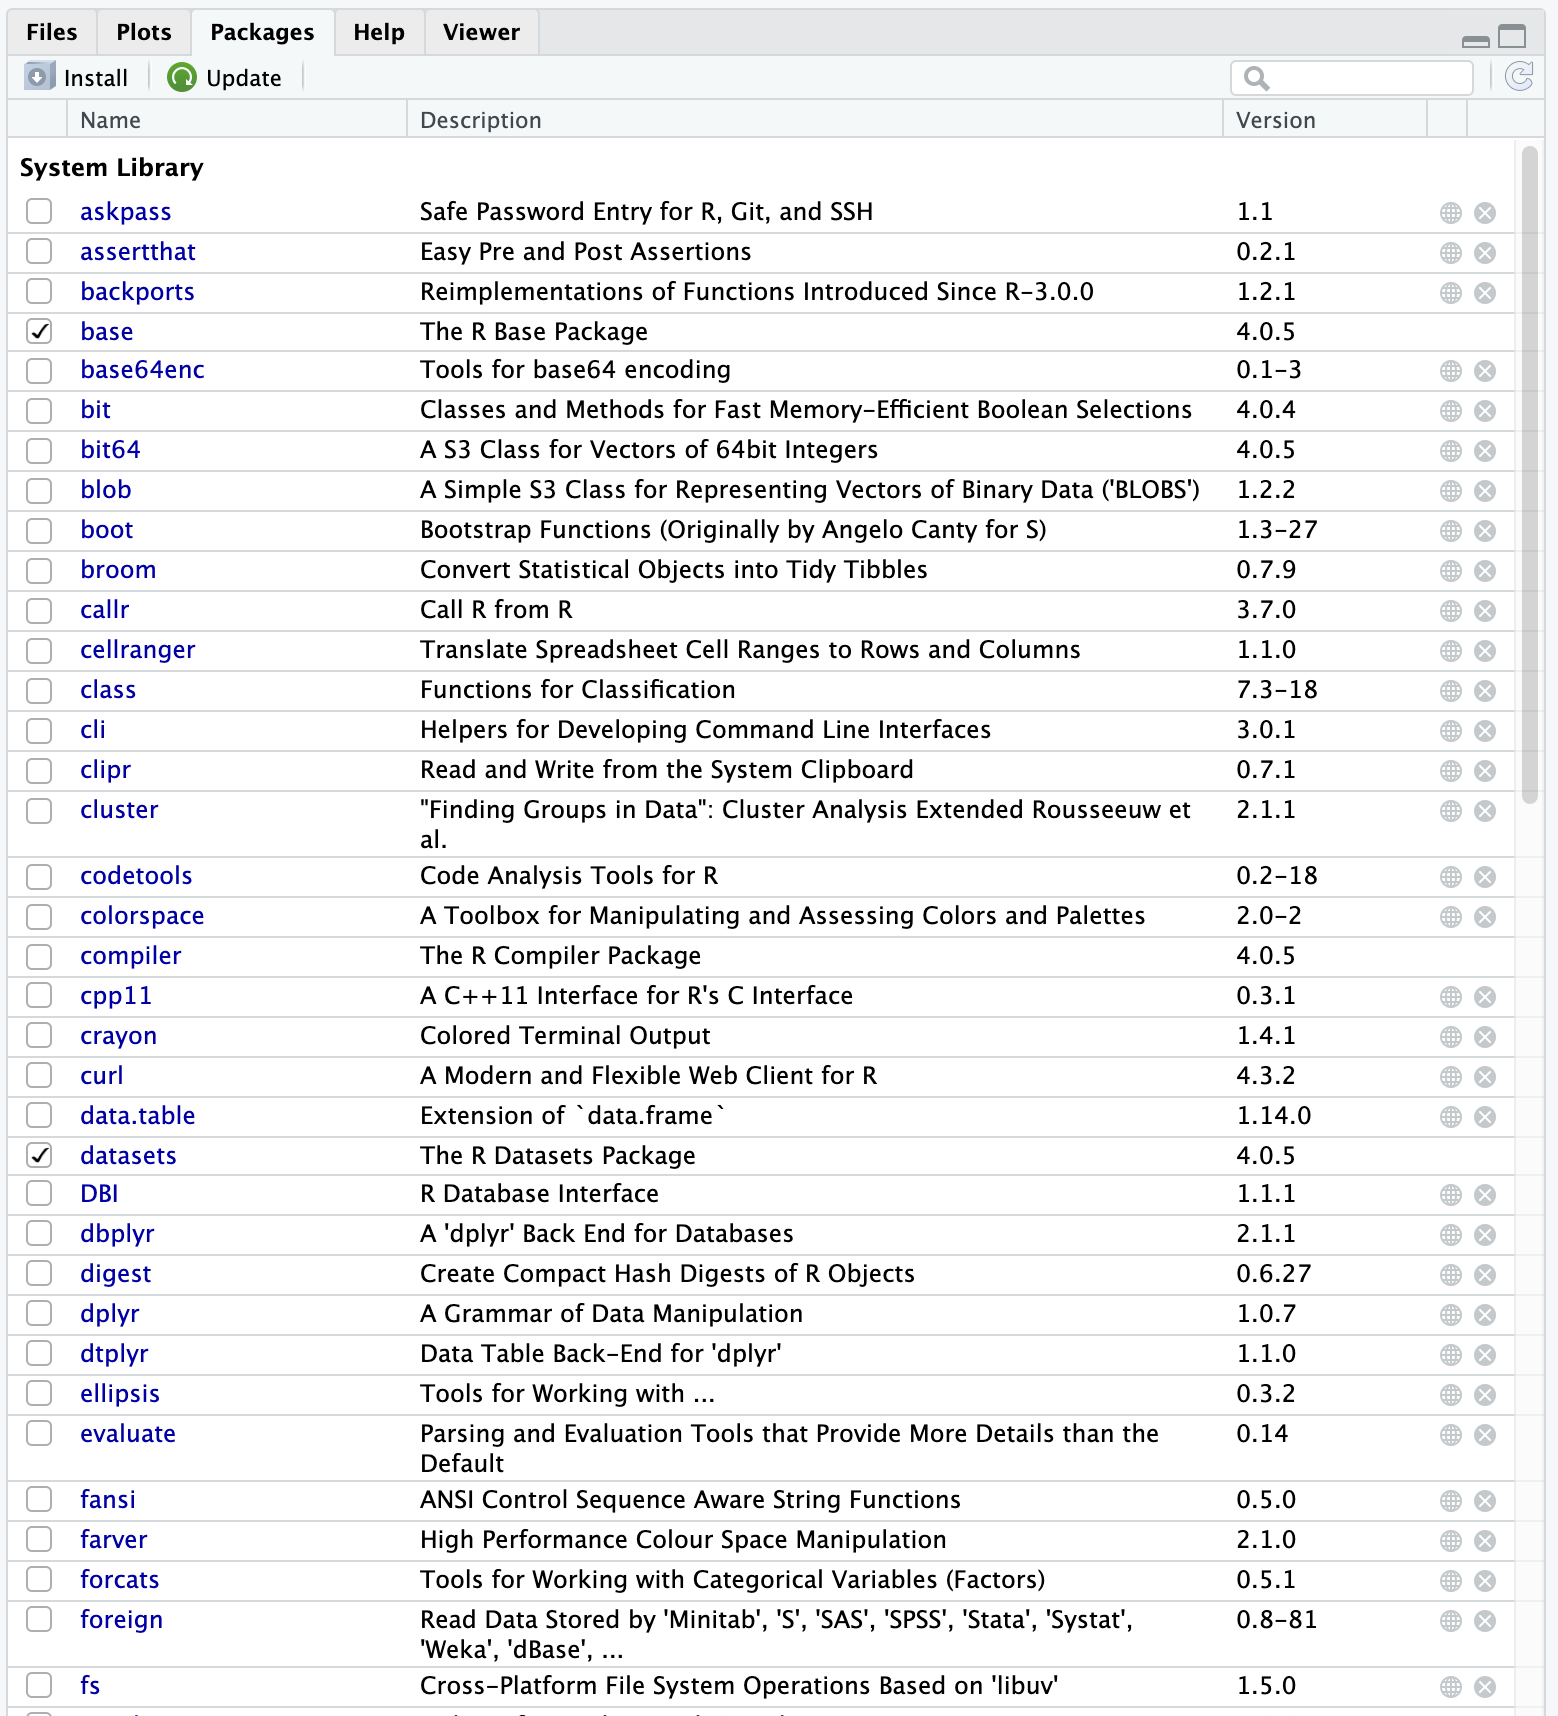 Files Plots Packages Help Viewer
Install Update
Name Description Version
System Library
askpass Safe Password Entry for R, Git, and SSH 1.1
assertthat Easy Pre and Post Assertions 0.2.1
backports Reimplementations of Functions Introduced Since R-3.0.0 1.2.1
base The R Base Package 4.0.5
base64enc Tools for base64 encoding 0.1-3
bit Classes and Methods for Fast Memory-Efficient Boolean Selections 4.0.4
bit64 A S3 Class for Vectors of 64bit Integers 4.0.5
blob A Simple S3 Class for Representing Vectors of Binary Data ('BLOBS') 1.2.2
boot Bootstrap Functions (Originally by Angelo Canty for S) 1.3-27
broom Convert Statistical Objects into Tidy Tibbles 0.7.9
callr Call R from R 3.7.0
cellranger Translate Spreadsheet Cell Ranges to Rows and Columns 1.1.0
class Functions for Classification 7.3-18
cli Helpers for Developing Command Line Interfaces 3.0.1
clipr Read and Write from the System Clipboard 0.7.1
cluster "Finding Groups in Data": Cluster Analysis Extended Rousseeuw et 2.1.1
al.
codetools Code Analysis Tools for R 0.2-18
colorspace A Toolbox for Manipulating and Assessing Colors and Palettes 2.0-2
compiler The R Compiler Package 4.0.5
cpp11 A C++11 Interface for R's C Interface 0.3.1
crayon Colored Terminal Output 1.4.1
curl A Modern and Flexible Web Client for R 4.3.2
data.table Extension of `data.frame` 1.14.0
datasets The R Datasets Package 4.0.5
DBI R Database Interface 1.1.1
dbplyr A 'dplyr' Back End for Databases 2.1.1
digest Create Compact Hash Digests of R Objects 0.6.27
dplyr A Grammar of Data Manipulation 1.0.7
dtplyr Data Table Back-End for 'dplyr' 1.1.0
ellipsis Tools for Working with ... 0.3.2
evaluate Parsing and Evaluation Tools that Provide More Details than the 0.14
Default
fansi ANSI Control Sequence Aware String Functions 0.5.0
farver High Performance Colour Space Manipulation 2.1.0
forcats Tools for Working with Categorical Variables (Factors) 0.5.1
foreign Read Data Stored by 'Minitab', 'S', 'SAS', 'SPSS', 'Stata', 'Systat', 0.8-81
'Weka', 'dBase', ...
fs Cross-Platform File System Operations Based on 'libuv' 1.5.0